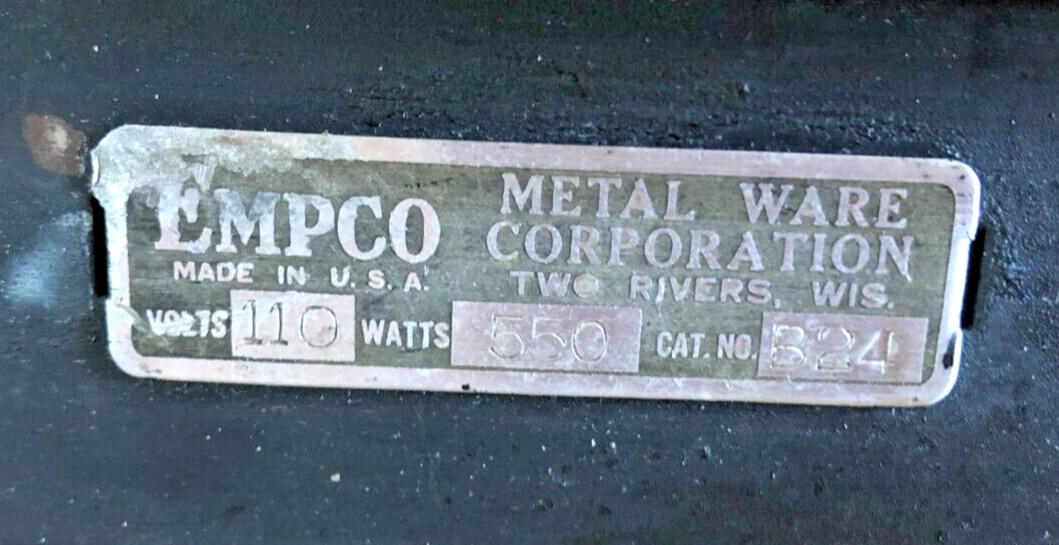 EMPCO
MADE IN U.S.A.
METAL WARE
CORPORATION
TWO RIVERS, WIS.
VOLTS 110 WATTS 550 CAT. NO. B24